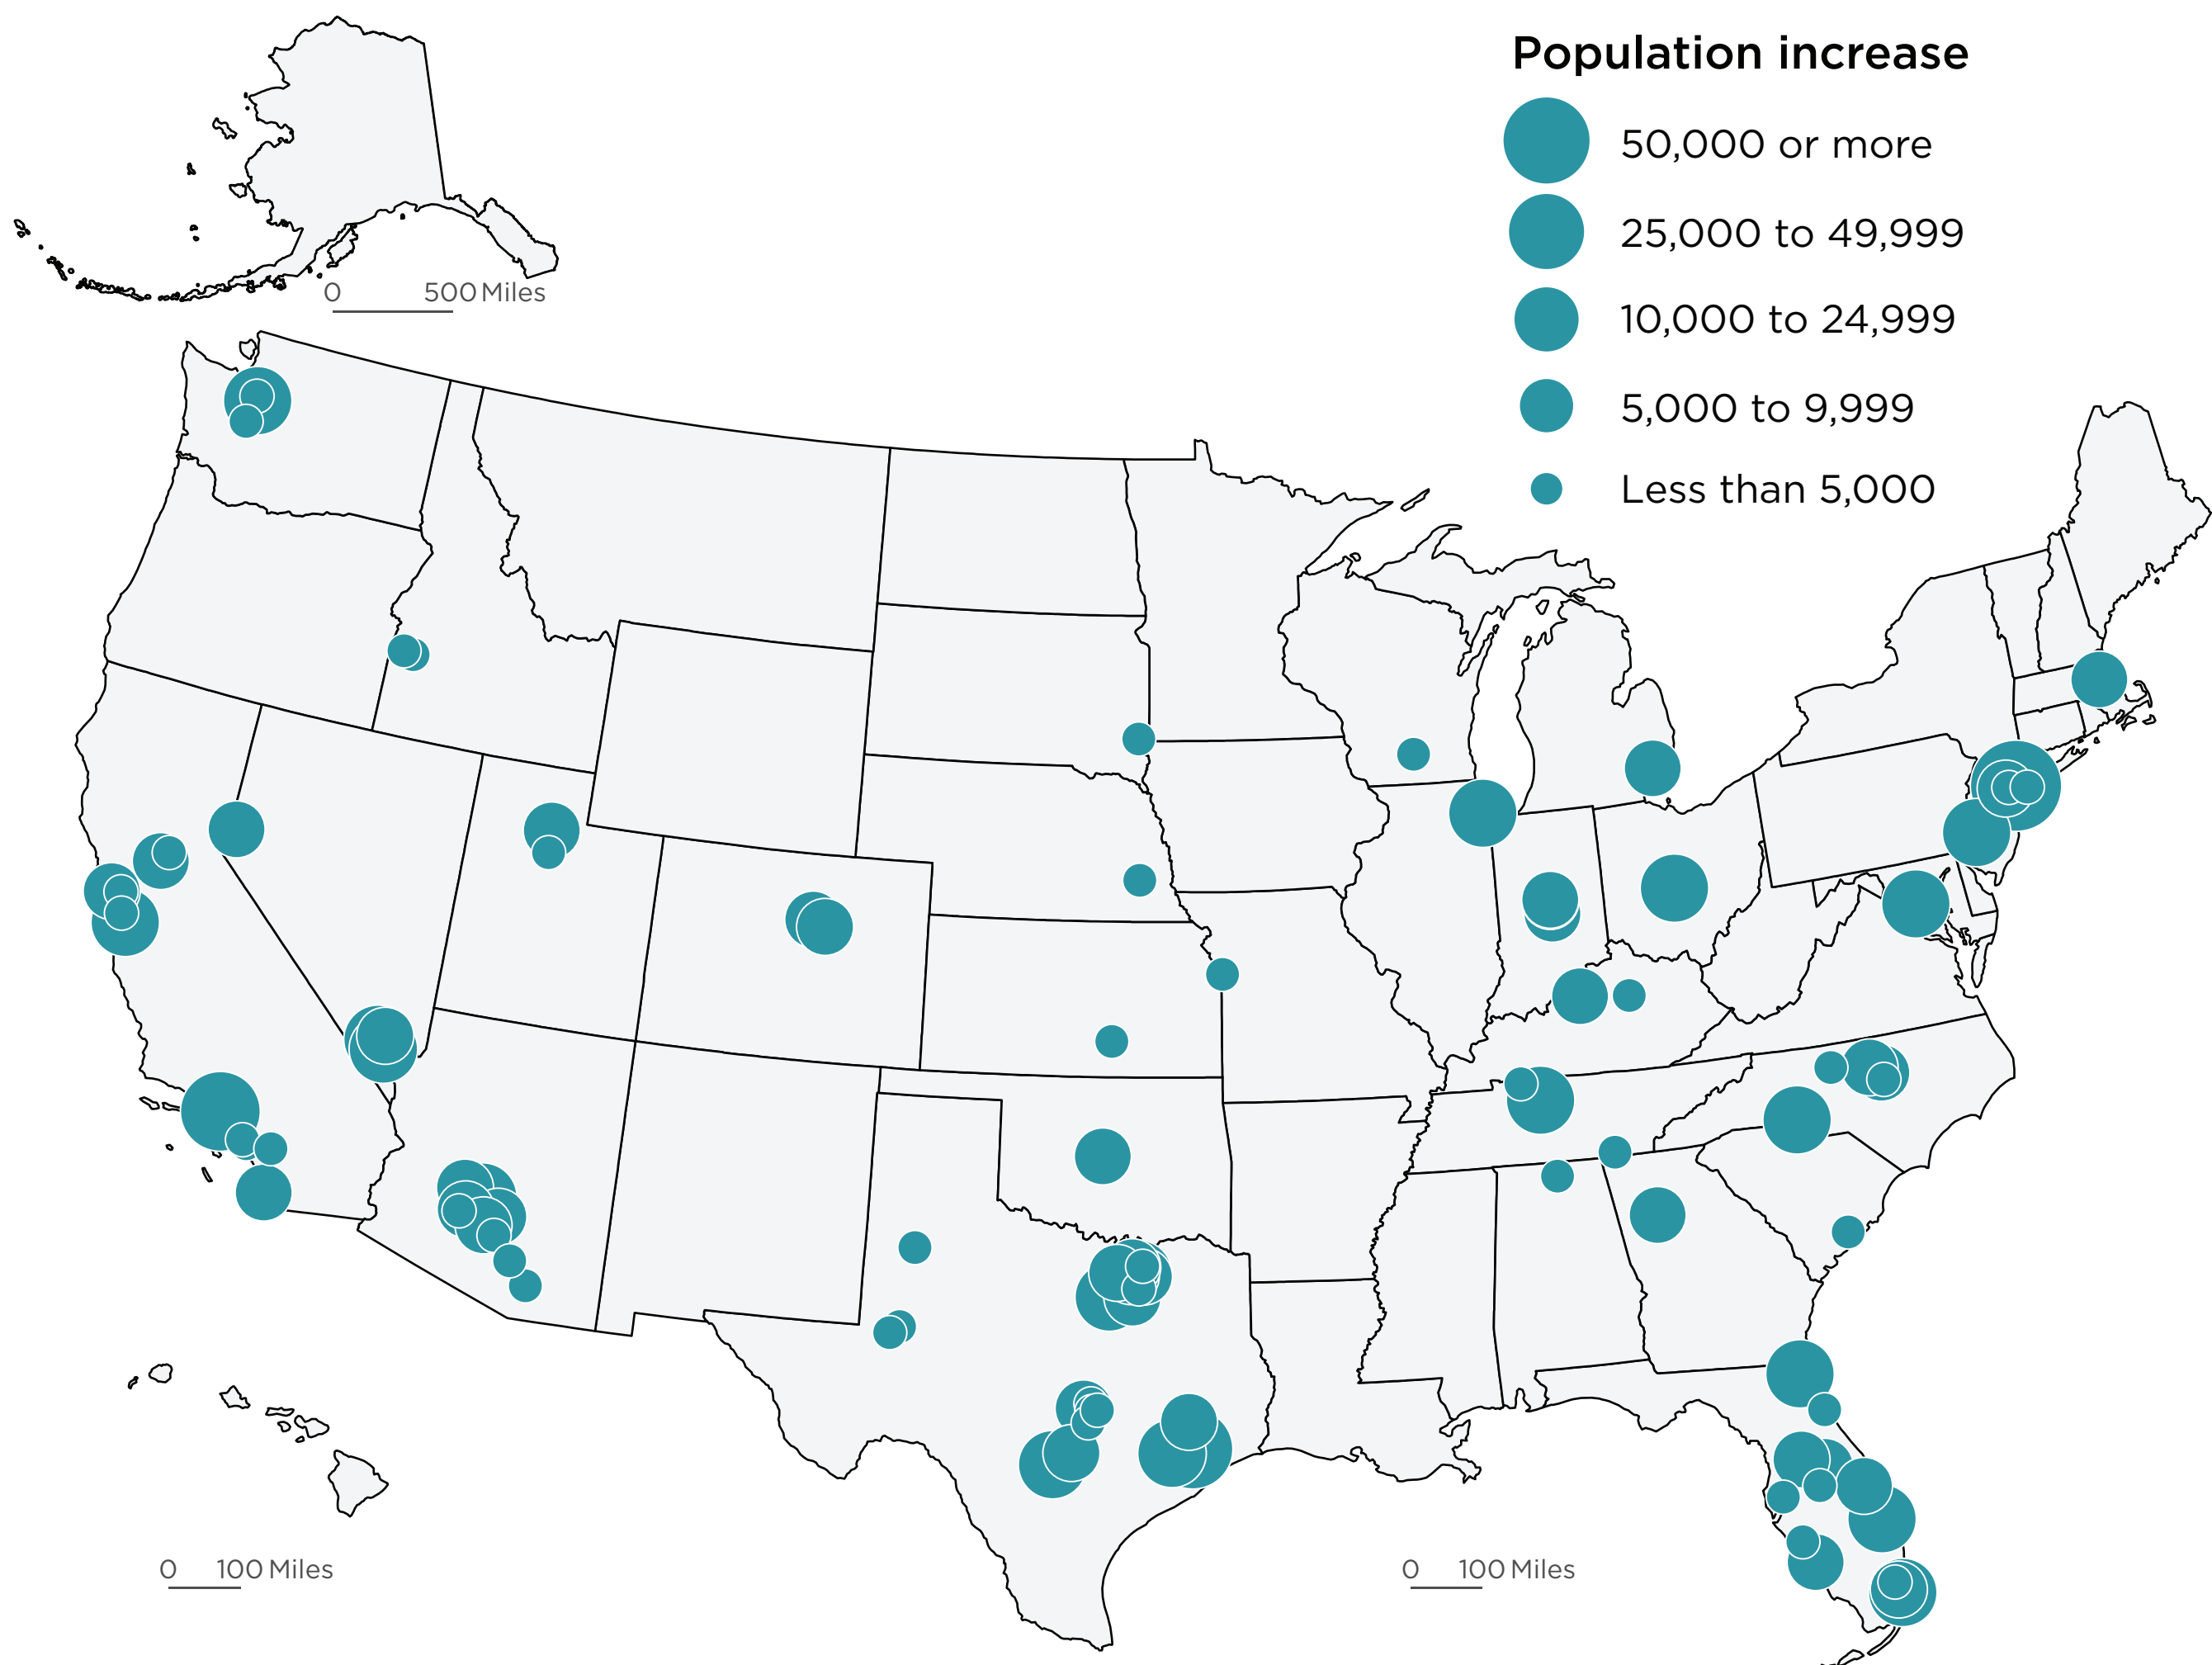 Population increase
50,000 or more
25,000 to 49,999
10,000 to 24,999
5,000 to 9,999
Less than 5,000
0 500 Miles
0 100 Miles
0 100 Miles